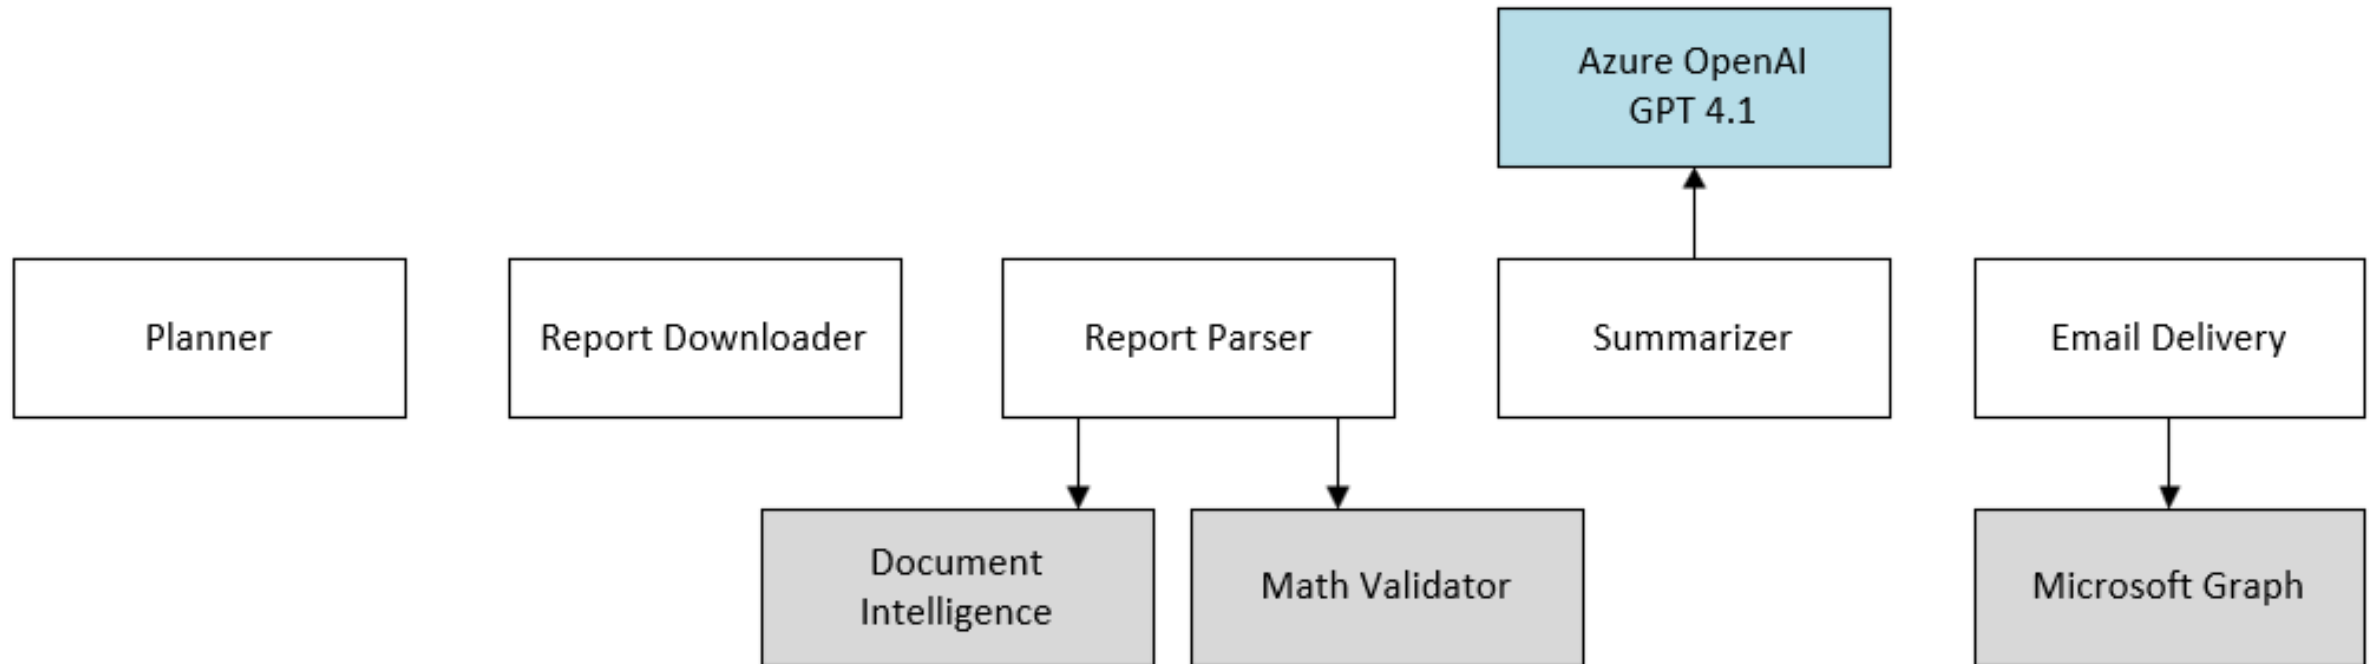 Azure OpenAI
GPT 4.1
Planner
Report Downloader
Report Parser
Summarizer
Email Delivery
Document
Intelligence
Math Validator
Microsoft Graph